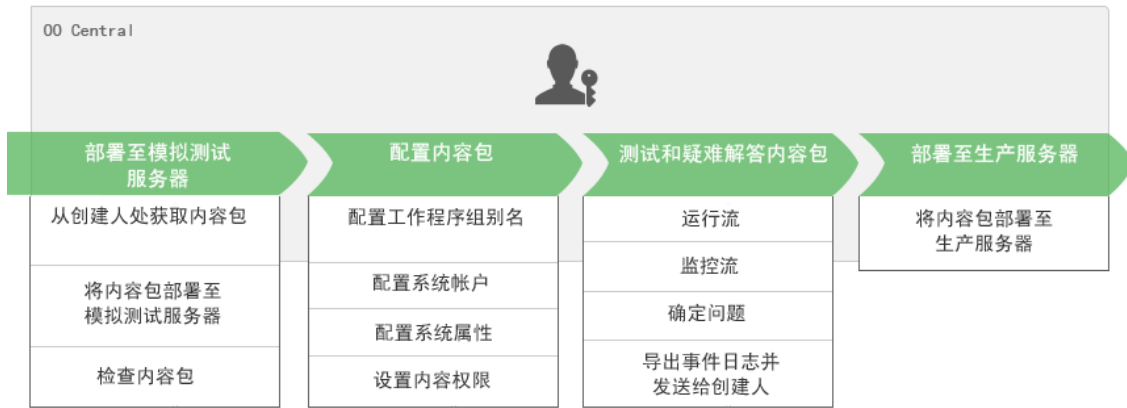 OO Central
部署至模拟测试
服务器
配置内容包
测试和疑难解答内容包
部署至生产服务器
从创建人处获取内容包
将内容包部署至
模拟测试服务器
检查内容包
配置工作程序组别名
配置系统帐户
配置系统属性
设置内容权限
运行流
监控流
确定问题
导出事件日志并
发送给创建人
将内容包部署至
生产服务器